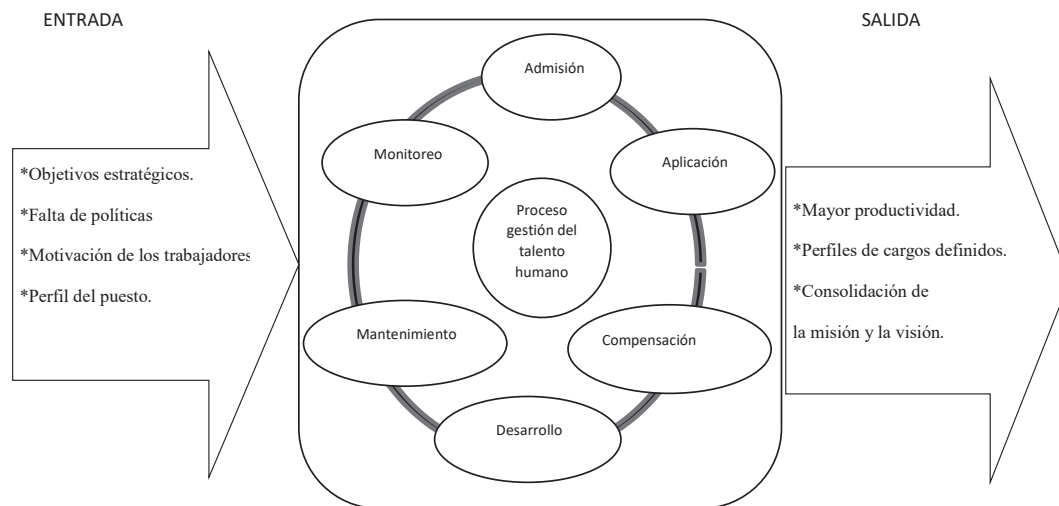 ENTRADA
SALIDA
*Objetivos estratégicos.
*Falta de políticas
*Motivación de los trabajadores
*Perfil del puesto.
Admisión
Monitoreo
Aplicación
Proceso
gestión del
talento
humano
Mantenimiento
Compensación
Desarrollo
*Mayor productividad.
*Perfiles de cargos definidos.
*Consolidación de
la misión y la visión.